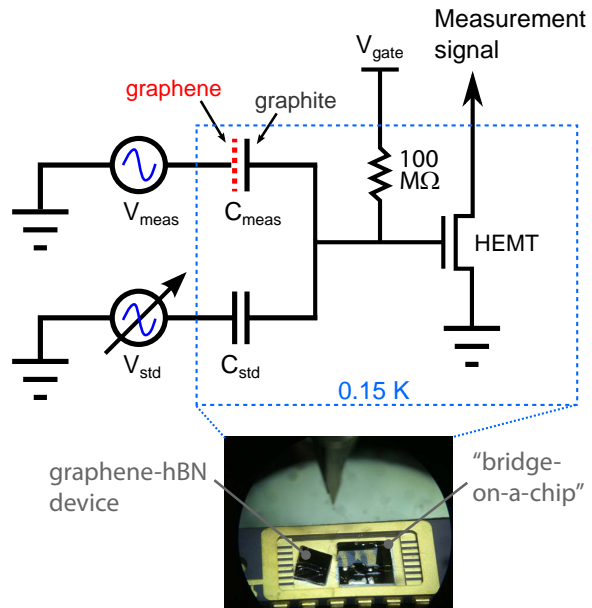 Measurement
signal
V_gate
graphene
graphite
100
MΩ
V_meas
C_meas
HEMT
V_std
C_std
0.15 K
graphene-hBN
device
“bridge-
on-a-chip”